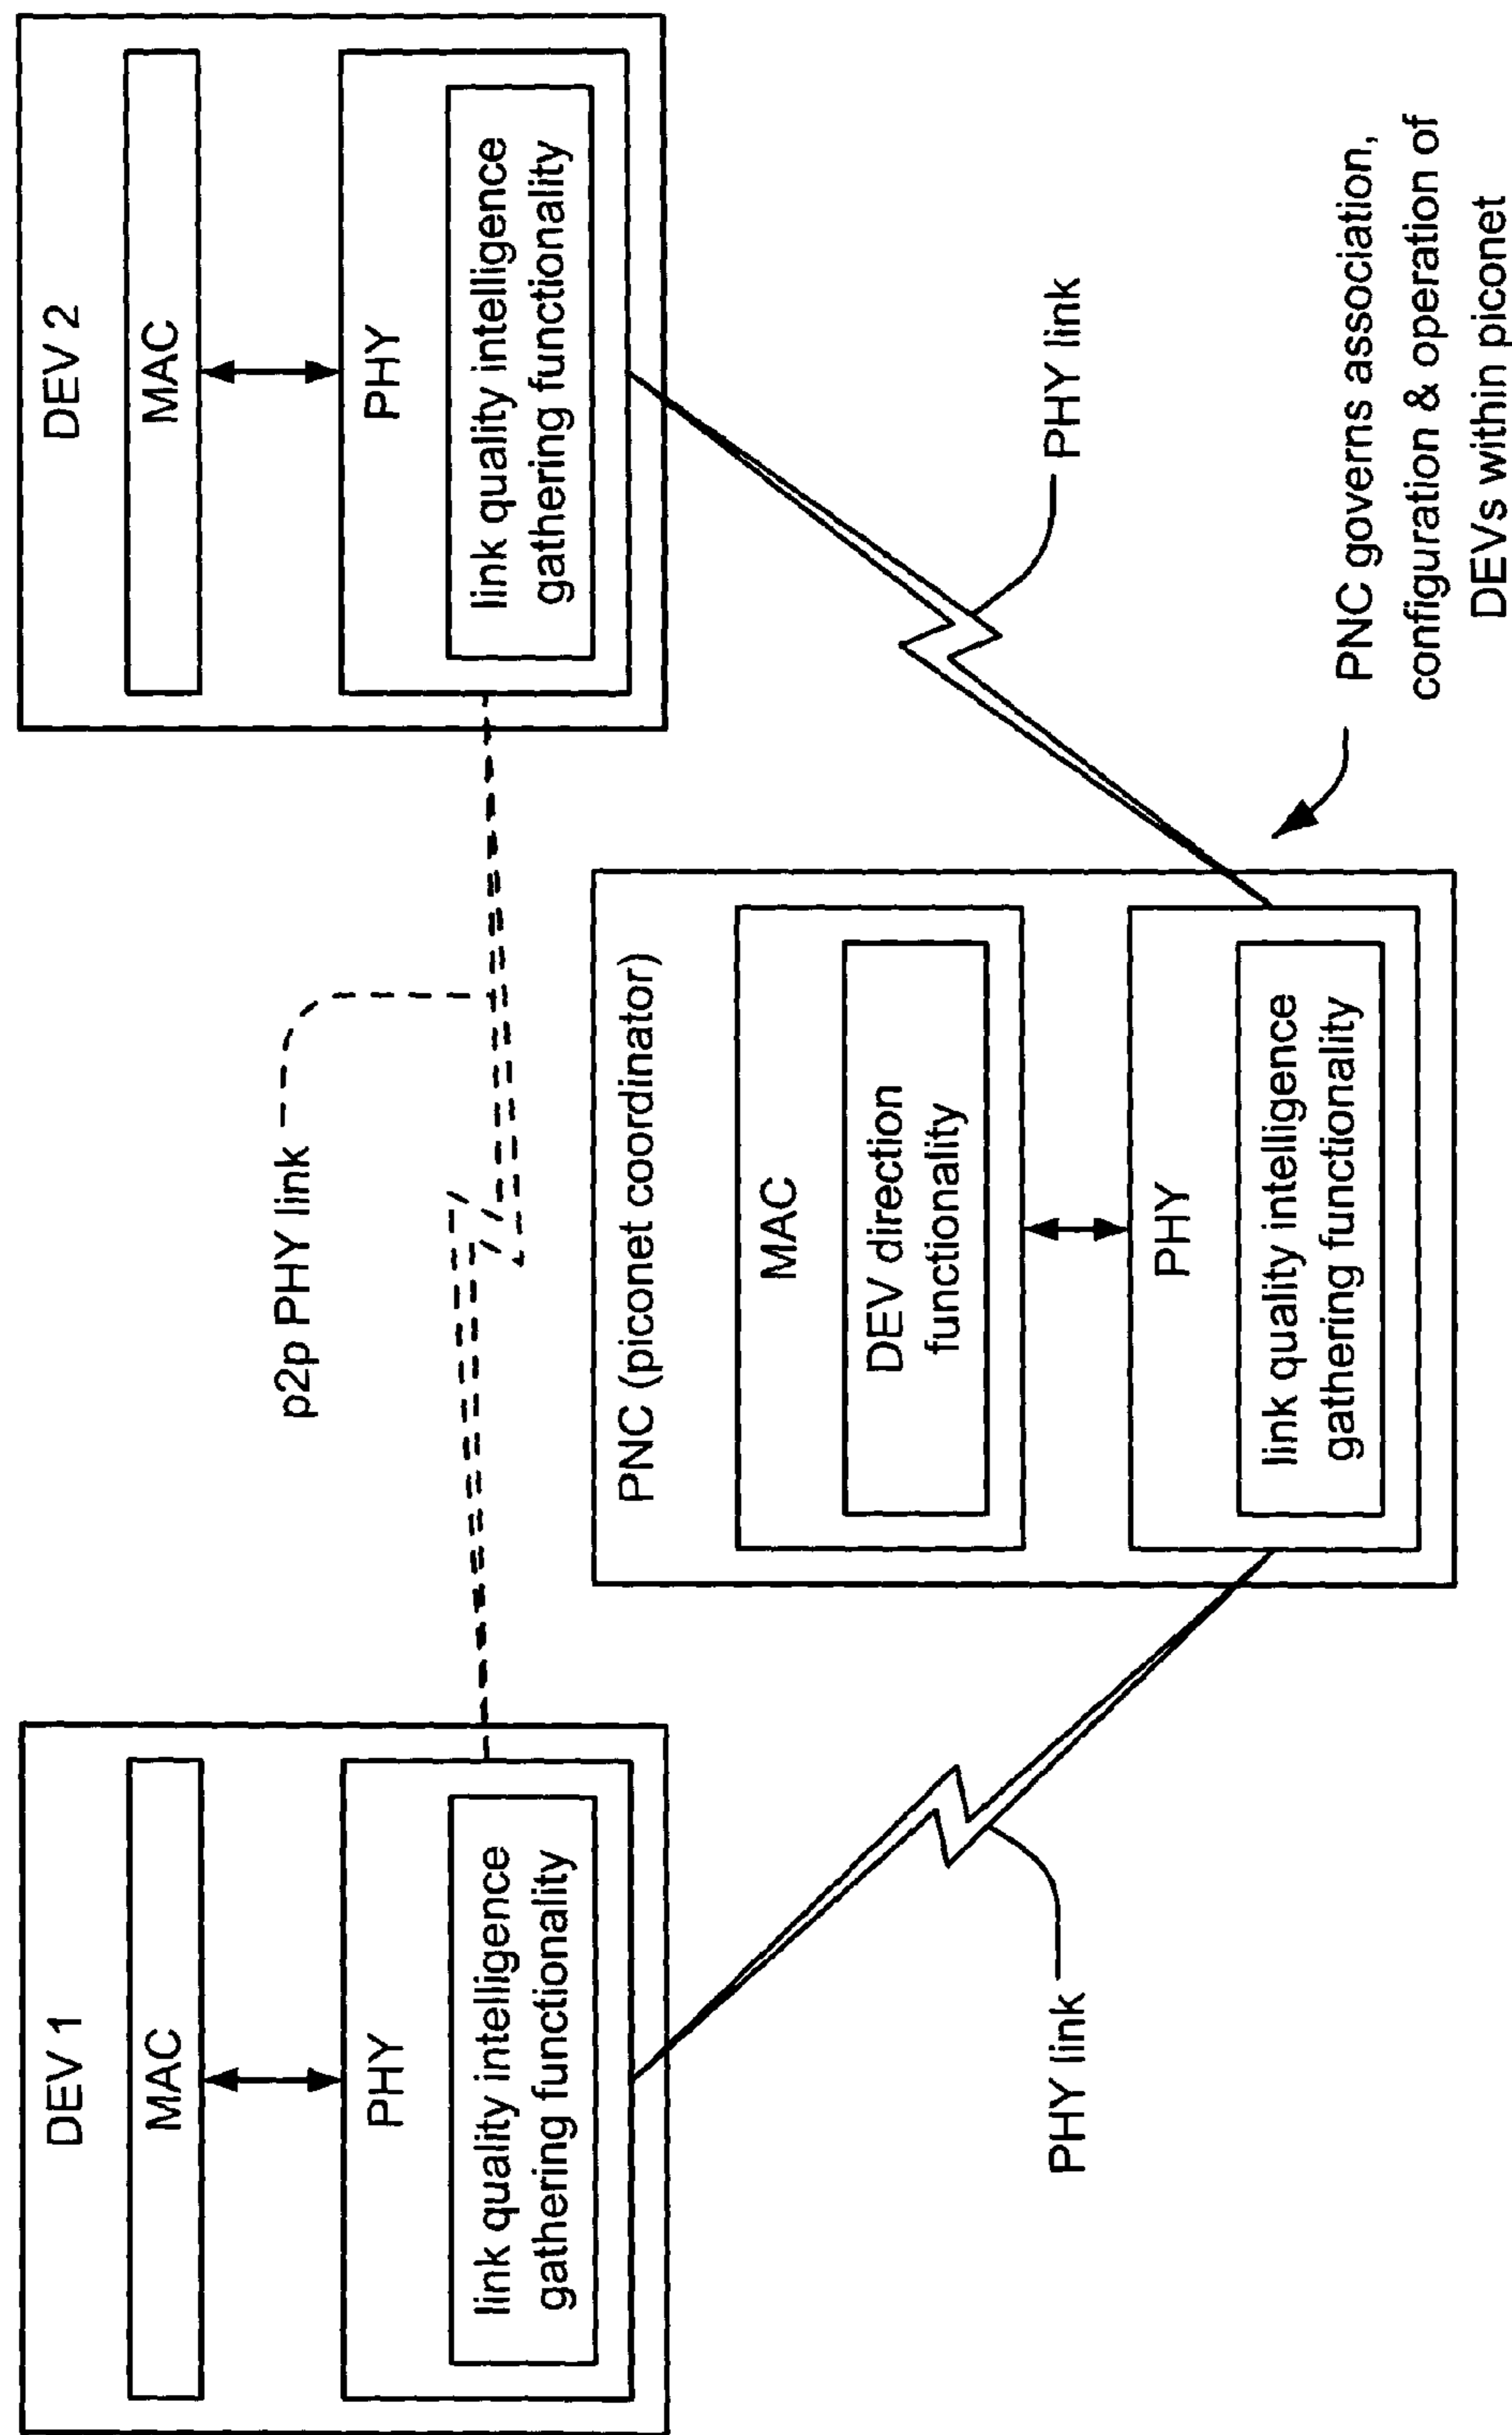 DEV 1
MAC
PHY
link quality intelligence
gathering functionality
p2p PHY link
DEV 2
MAC
PHY
link quality intelligence
gathering functionality
PNC (piconet coordinator)
MAC
DEV direction
functionality
PHY
link quality intelligence
gathering functionality
PHY link
PHY link
PNC governs association,
configuration & operation of
DEVs within piconet